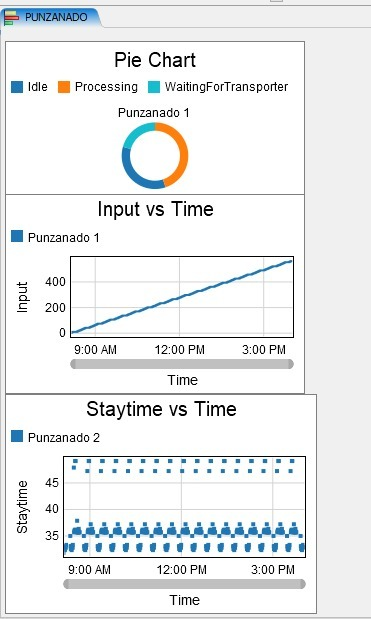 PUNZANADO
Pie Chart
Idle Processing WaitingForTransporter
Punzanado 1
Input vs Time
Punzanado 1
Input
400
200
0
9:00 AM 12:00 PM 3:00 PM
Time
Staytime vs Time
Punzanado 2
Staytime
45
40
35
9:00 AM 12:00 PM 3:00 PM
Time